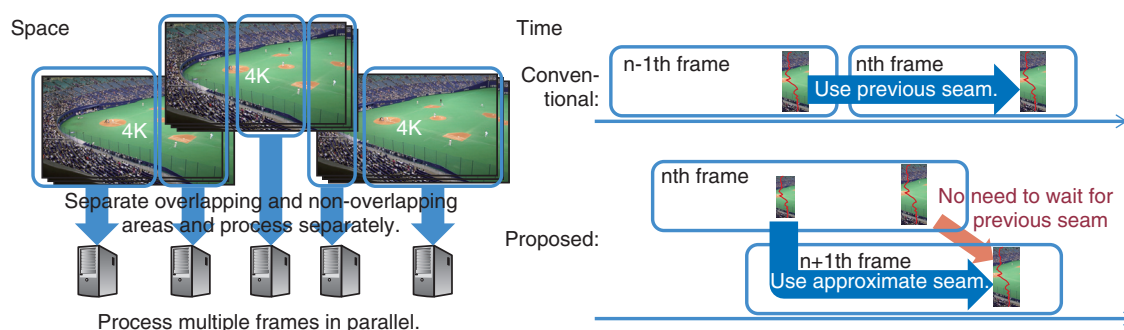 Space
4K
4K
4K
Separate overlapping and non-overlapping
areas and process separately.
Process multiple frames in parallel.
Time
Conven-
tional:
n-1th frame
nth frame
Use previous seam.
Proposed:
nth frame
No need to wait for
previous seam
n+1th frame
Use approximate seam.